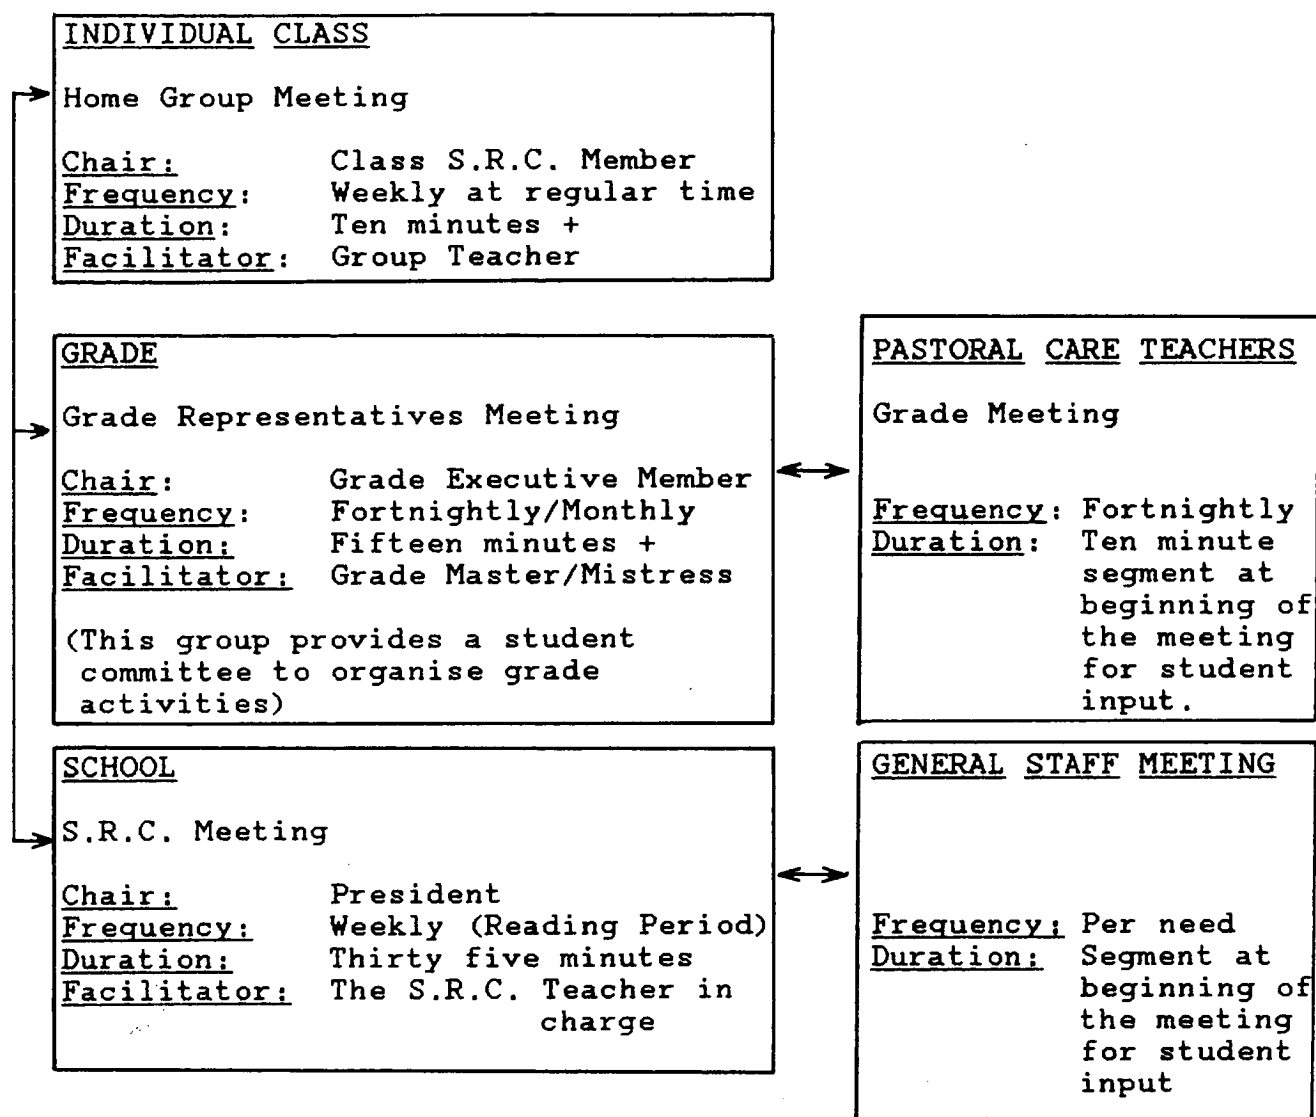 INDIVIDUAL CLASS
Home Group Meeting
Chair: Class S.R.C. Member
Frequency: Weekly at regular time
Duration: Ten minutes +
Facilitator: Group Teacher
GRADE
Grade Representatives Meeting
Chair: Grade Executive Member
Frequency: Fortnightly/Monthly
Duration: Fifteen minutes +
Facilitator: Grade Master/Mistress
(This group provides a student
committee to organise grade
activities)
PASTORAL CARE TEACHERS
Grade Meeting
Frequency: Fortnightly
Duration: Ten minute
segment at
beginning of
the meeting
for student
input.
SCHOOL
S.R.C. Meeting
Chair: President
Frequency: Weekly (Reading Period)
Duration: Thirty five minutes
Facilitator: The S.R.C. Teacher in
charge
GENERAL STAFF MEETING
Frequency: Per need
Duration: Segment at
beginning of
the meeting
for student
input